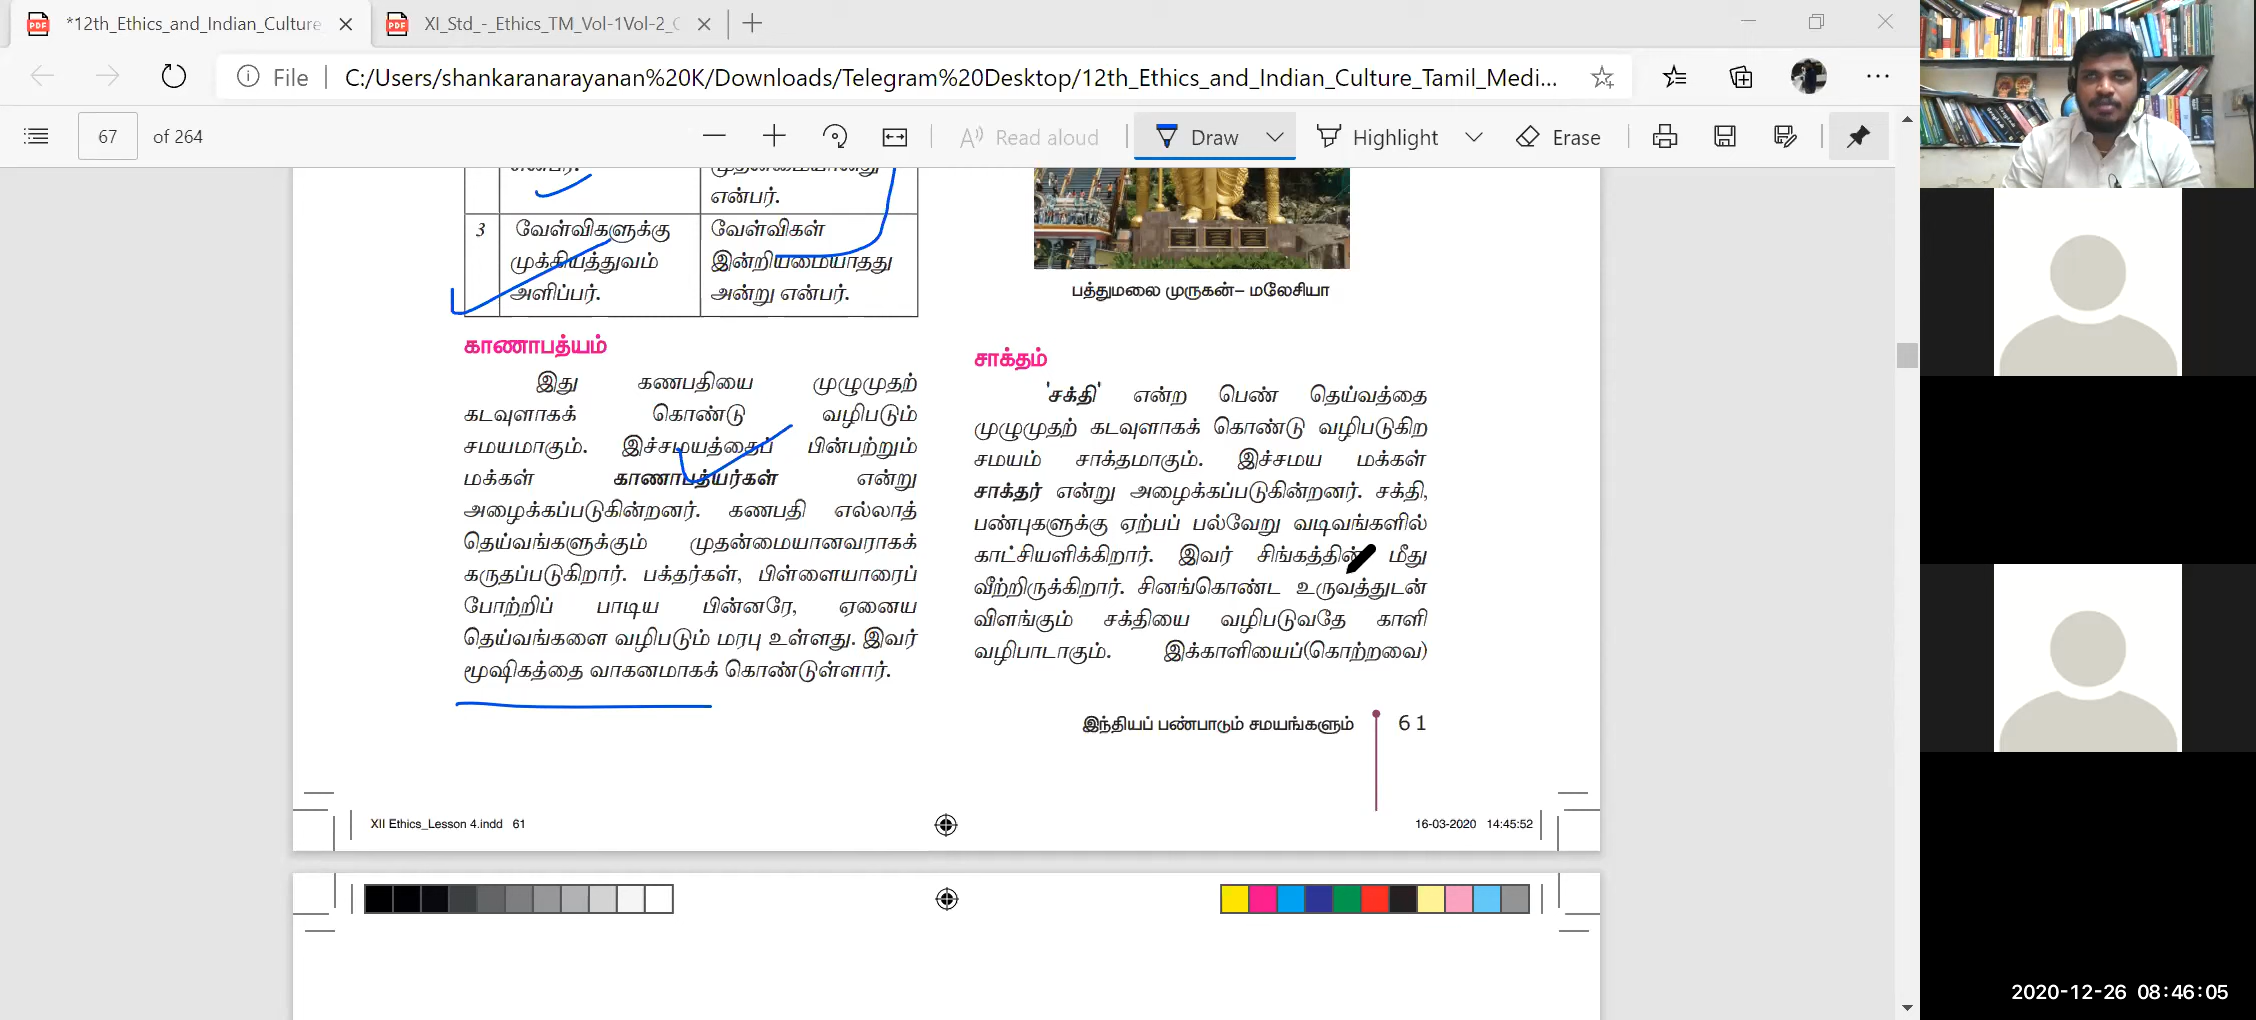 *12th_Ethics_and_Indian_Culture
XI_Std_-_Ethics_TM_Vol-1Vol-2_
File
C:/Users/shankaranarayanan%20K/Downloads/Telegram%20Desktop/12th_Ethics_and_Indian_Culture_Tamil_Medi...
67 of 264
Read aloud
Draw
Highlight
Erase
என்பர்.
முதன்மையானது
என்பர்.
3
வேள்விகளுக்கு
முக்கியத்துவம்
அளிப்பர்.
வேள்விகள்
இன்றியமையாதது
அன்று என்பர்.
காணாபத்யம்
இது கணபதியை முழுமுதற்
கடவுளாகக் கொண்டு வழிபடும்
சமயமாகும். இச்சமயத்தைப் பின்பற்றும்
மக்கள் காணாபத்யர்கள் என்று
அழைக்கப்படுகின்றனர். கணபதி எல்லாத்
தெய்வங்களுக்கும் முதன்மையானவராகக்
கருதப்படுகிறார். பக்தர்கள், பிள்ளையாரைப்
போற்றிப் பாடிய பின்னரே, ஏனைய
தெய்வங்களை வழிபடும் மரபு உள்ளது. இவர்
மூஷிகத்தை வாகனமாகக் கொண்டுள்ளார்.
பத்துமலை முருகன்– மலேசியா
சாக்தம்
'சக்தி' என்ற பெண் தெய்வத்தை
முழுமுதற் கடவுளாகக் கொண்டு வழிபடுகிற
சமயம் சாக்தமாகும். இச்சமய மக்கள்
சாக்தர் என்று அழைக்கப்படுகின்றனர். சக்தி,
பண்புகளுக்கு ஏற்பப் பல்வேறு வடிவங்களில்
காட்சியளிக்கிறார். இவர் சிங்கத்தின் மீது
வீற்றிருக்கிறார். சினங்கொண்ட உருவத்துடன்
விளங்கும் சக்தியை வழிபடுவதே காளி
வழிபாடாகும். இக்காளியைப்(கொற்றவை)
இந்தியப் பண்பாடும் சமயங்களும் 61
XII Ethics_Lesson 4.indd 61
16-03-2020 14:45:52
2020-12-26 08:46:05